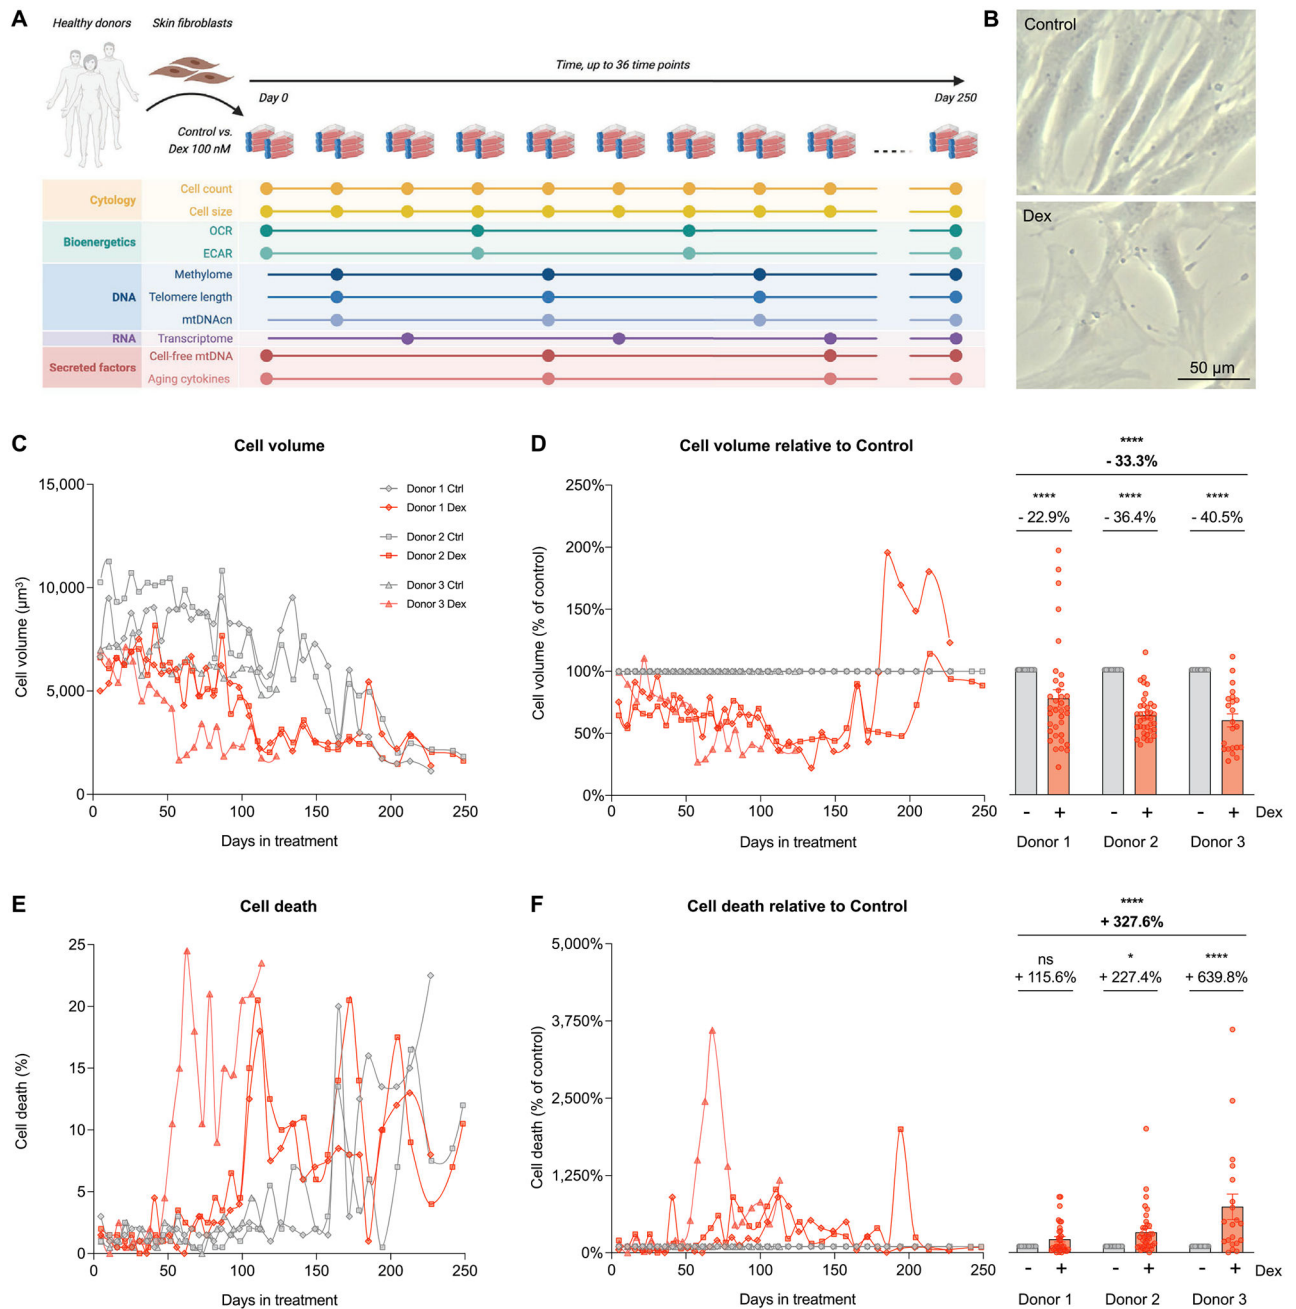 A
Healthy donors
Skin fibroblasts
Time, up to 36 time points
Day 0
Day 250
Control vs.
Dex 100 nM
Cytology
Cell count
Cell size
Bioenergetics
OCR
ECAR
DNA
Methylome
Telomere length
mtDNAcn
RNA
Transcriptome
Secreted factors
Cell-free mtDNA
Aging cytokines
B
Control
Dex
50 µm
C
Cell volume
Cell volume (µm³)
15,000
10,000
5,000
0
0 50 100 150 200 250
Days in treatment
Donor 1 Ctrl
Donor 1 Dex
Donor 2 Ctrl
Donor 2 Dex
Donor 3 Ctrl
Donor 3 Dex
D
Cell volume relative to Control
Cell volume (% of control)
250%
200%
150%
100%
50%
0%
0 50 100 150 200 250
Days in treatment
****
- 33.3%
**** **** ****
- 22.9% - 36.4% - 40.5%
- + - + - + Dex
Donor 1 Donor 2 Donor 3
E
Cell death
Cell death (%)
25
20
15
10
5
0
0 50 100 150 200 250
Days in treatment
F
Cell death relative to Control
Cell death (% of control)
5,000%
3,750%
2,500%
1,250%
0%
0 50 100 150 200 250
Days in treatment
****
+ 327.6%
ns * ****
+ 115.6% + 227.4% + 639.8%
- + - + - + Dex
Donor 1 Donor 2 Donor 3